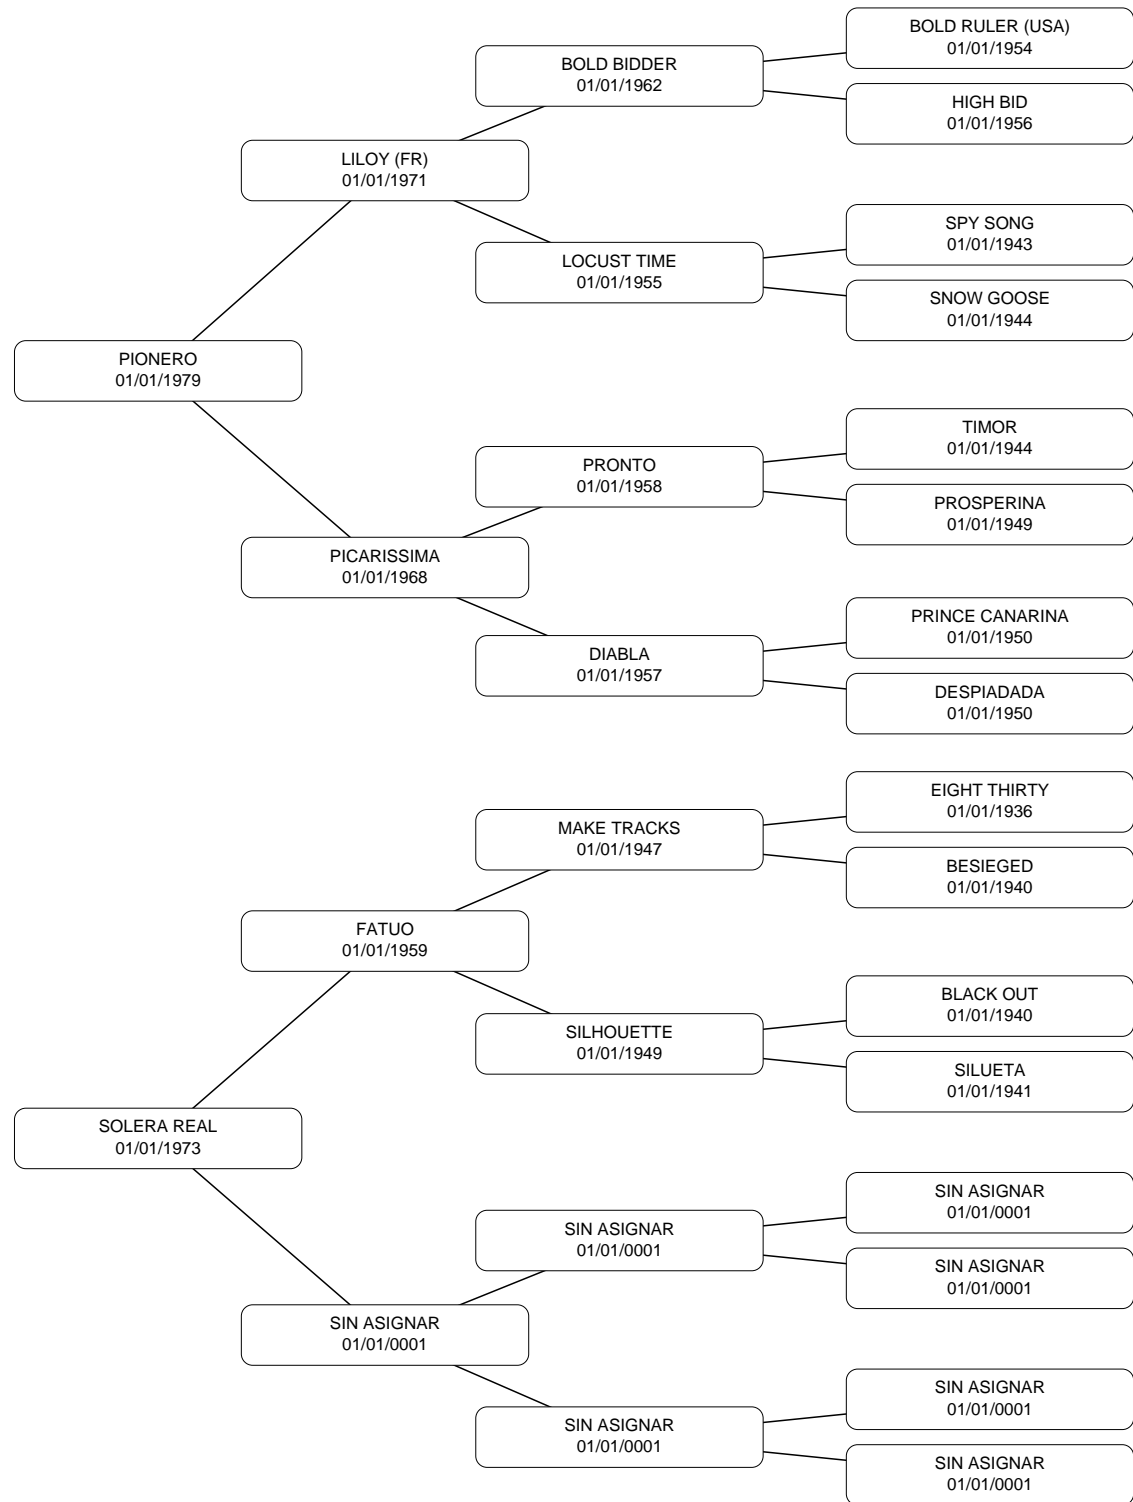 BOLD RULER (USA)
01/01/1954
BOLD BIDDER
01/01/1962
HIGH BID
01/01/1956
LILOY (FR)
01/01/1971
SPY SONG
01/01/1943
LOCUST TIME
01/01/1955
SNOW GOOSE
01/01/1944
PIONERO
01/01/1979
TIMOR
01/01/1944
PRONTO
01/01/1958
PROSPERINA
01/01/1949
PICARISSIMA
01/01/1968
PRINCE CANARINA
01/01/1950
DIABLA
01/01/1957
DESPIADADA
01/01/1950
EIGHT THIRTY
01/01/1936
MAKE TRACKS
01/01/1947
BESIEGED
01/01/1940
FATUO
01/01/1959
BLACK OUT
01/01/1940
SILHOUETTE
01/01/1949
SILUETA
01/01/1941
SOLERA REAL
01/01/1973
SIN ASIGNAR
01/01/0001
SIN ASIGNAR
01/01/0001
SIN ASIGNAR
01/01/0001
SIN ASIGNAR
01/01/0001
SIN ASIGNAR
01/01/0001
SIN ASIGNAR
01/01/0001
SIN ASIGNAR
01/01/0001